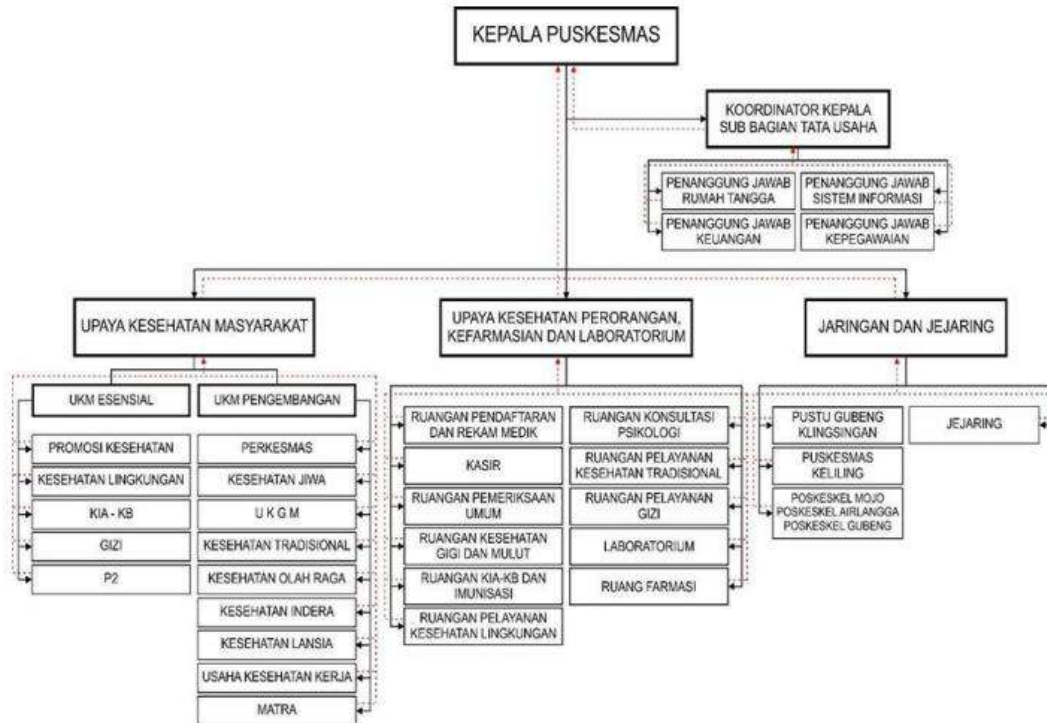 KEPALA PUSKESMAS
KOORDINATOR KEPALA
SUB BAGIAN TATA USAHA
PENANGGUNG JAWAB
RUMAH TANGGA
PENANGGUNG JAWAB
SISTEM INFORMASI
PENANGGUNG JAWAB
KEUANGAN
PENANGGUNG JAWAB
KEPEGAWAIAN
UPAYA KESEHATAN MASYARAKAT
UKM ESENSIAL
PROMOSI KESEHATAN
KESEHATAN LINGKUNGAN
KIA - KB
GIZI
P2
UKM PENGEMBANGAN
PERKESMAS
KESEHATAN JIWA
U K G M
KESEHATAN TRADISIONAL
KESEHATAN OLAH RAGA
KESEHATAN INDERA
KESEHATAN LANSIA
USAHA KESEHATAN KERJA
MATRA
UPAYA KESEHATAN PERORANGAN,
KEFARMASIAN DAN LABORATORIUM
RUANGAN PENDAFTARAN
DAN REKAM MEDIK
KASIR
RUANGAN PEMERIKSAAN
UMUM
RUANGAN KESEHATAN
GIGI DAN MULUT
RUANGAN KIA-KB DAN
IMUNISASI
RUANGAN PELAYANAN
KESEHATAN LINGKUNGAN
RUANGAN KONSULTASI
PSIKOLOGI
RUANGAN PELAYANAN
KESEHATAN TRADISIONAL
RUANGAN PELAYANAN
GIZI
LABORATORIUM
RUANG FARMASI
JARINGAN DAN JEJARING
PUSTU GUBENG
KLINGSINGAN
PUSKESMAS
KELILING
POSKESKEL MOJO
POSKESKEL AIRLANGGA
POSKESKEL GUBENG
JEJARING